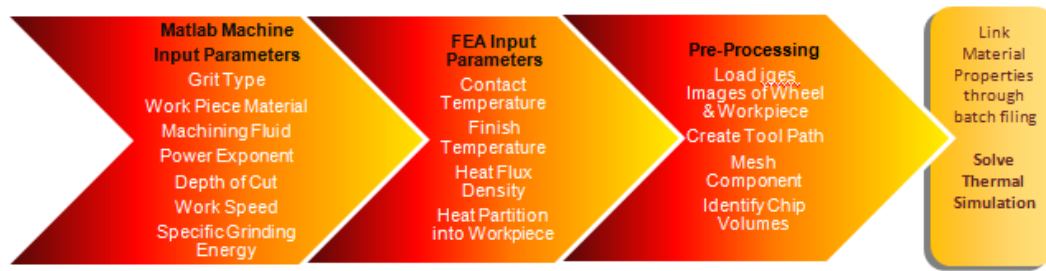 Matlab Machine
Input Parameters
Grit Type
Work Piece Material
Machining Fluid
Power Exponent
Depth of Cut
Work Speed
Specific Grinding
Energy
FEA Input
Parameters
Contact
Temperature
Finish
Temperature
Heat Flux
Density
Heat Partition
into Workpiece
Pre-Processing
Load iges
Images of Wheel
& Workpiece
Create Tool Path
Mesh
Component
Identify Chip
Volumes
Link
Material
Properties
through
batch filing
Solve
Thermal
Simulation